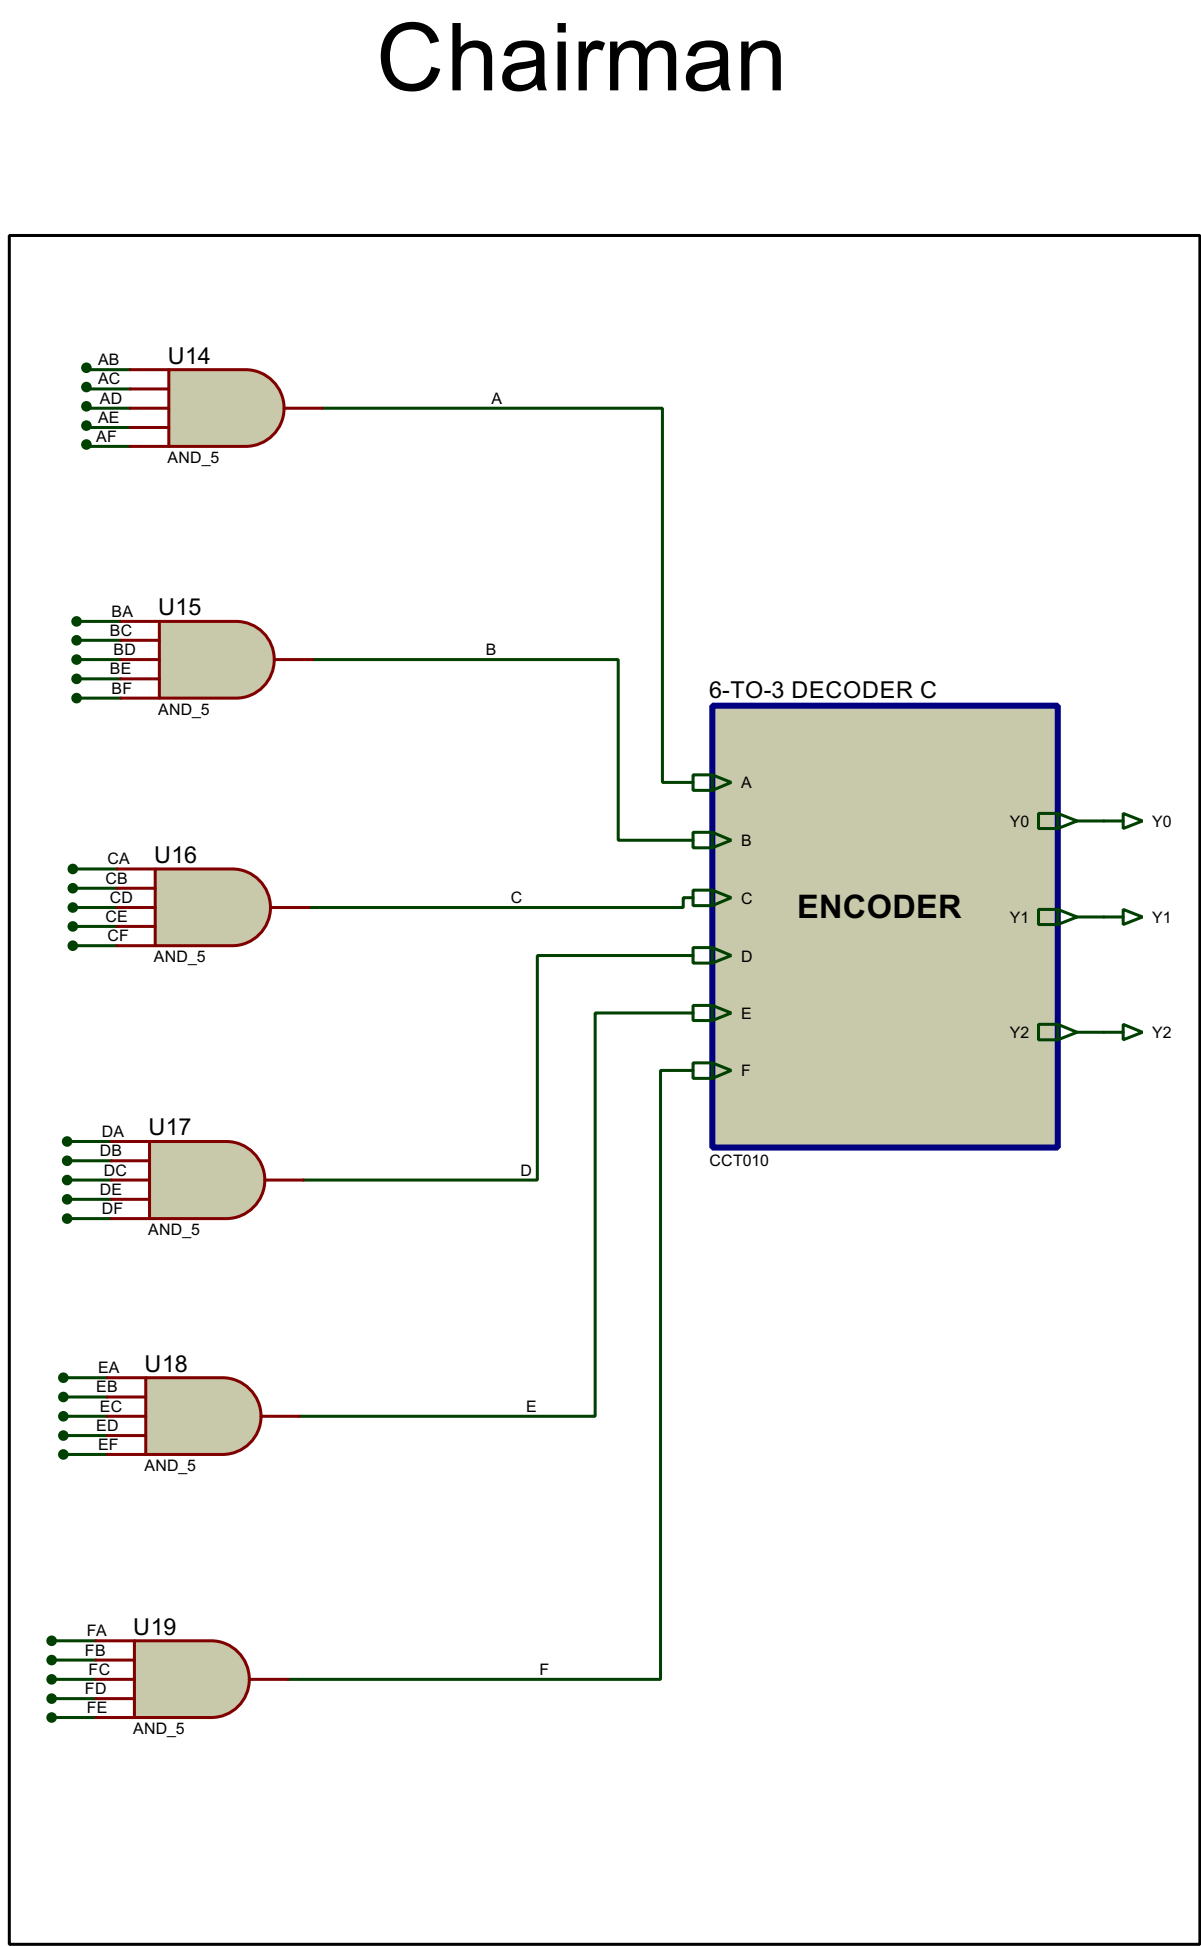 Chairman
AB
AC
AD
AE
AF
U14
AND_5
A
BA
BC
BD
BE
BF
U15
AND_5
B
CA
CB
CD
CE
CF
U16
AND_5
C
DA
DB
DC
DE
DF
U17
AND_5
D
EA
EB
EC
ED
EF
U18
AND_5
E
FA
FB
FC
FD
FE
U19
AND_5
F
6-TO-3 DECODER C
A
B
C
D
E
F
ENCODER
Y0
Y0
Y1
Y1
Y2
Y2
CCT010